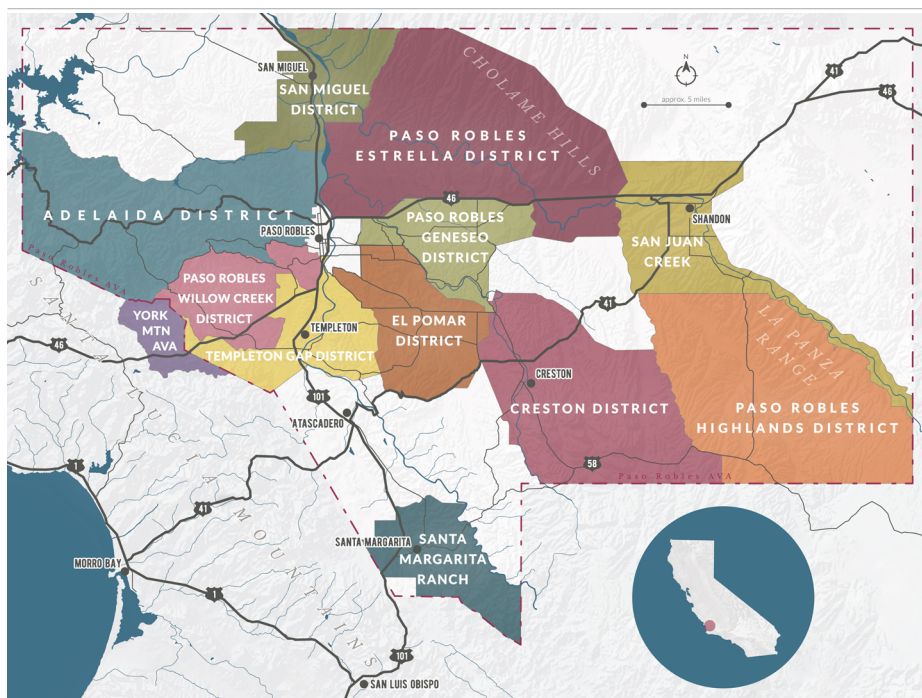 SAN MIGUEL
SAN MIGUEL
DISTRICT
CHOLAME HILLS
N
approx. 5 miles
41
46
PASO ROBLES
ESTRELLA DISTRICT
ADELAIDA DISTRICT
46
PASO ROBLES
PASO ROBLES
GENESEO
DISTRICT
SHANDON
SAN JUAN
CREEK
Paso Robles AVA
PASO ROBLES
WILLOW CREEK
DISTRICT
YORK
MTN
AVA
46
TEMPLETON
TEMPLETON GAP DISTRICT
EL POMAR
DISTRICT
41
LA PANZA
RANGE
CRESTON
CRESTON DISTRICT
PASO ROBLES
HIGHLANDS DISTRICT
101
ATASCADERO
SANTA LUCIA MOUNTAINS
58
Paso Robles AVA
1
41
SANTA MARGARITA
SANTA
MARGARITA
RANCH
MORRO BAY
1
101
SAN LUIS OBISPO